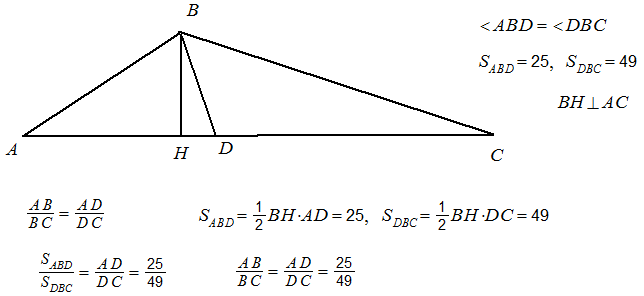 B
<ABD = <DBC
S_ABD = 25, S_DBC = 49
BH ⊥ AC
A H D C
AB/BC = AD/DC S_ABD = 1/2 BH·AD = 25, S_DBC = 1/2 BH·DC = 49
S_ABD/S_DBC = AD/DC = 25/49 AB/BC = AD/DC = 25/49